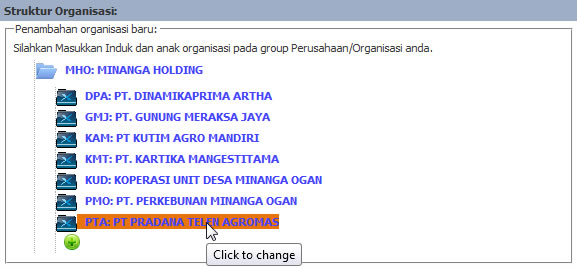 Struktur Organisasi:
Penambahan organisasi baru:
Silahkan Masukkan Induk dan anak organisasi pada group Perusahaan/Organisasi anda.
MHO: MINANGA HOLDING
DPA: PT. DINAMIKAPRIMA ARTHA
GMJ: PT. GUNUNG MERAKSA JAYA
KAM: PT KUTIM AGRO MANDIRI
KMT: PT. KARTIKA MANGESTITAMA
KUD: KOPERASI UNIT DESA MINANGA OGAN
PMO: PT. PERKEBUNAN MINANGA OGAN
PTA: PT PRADANA TELEN AGROMAS
Click to change